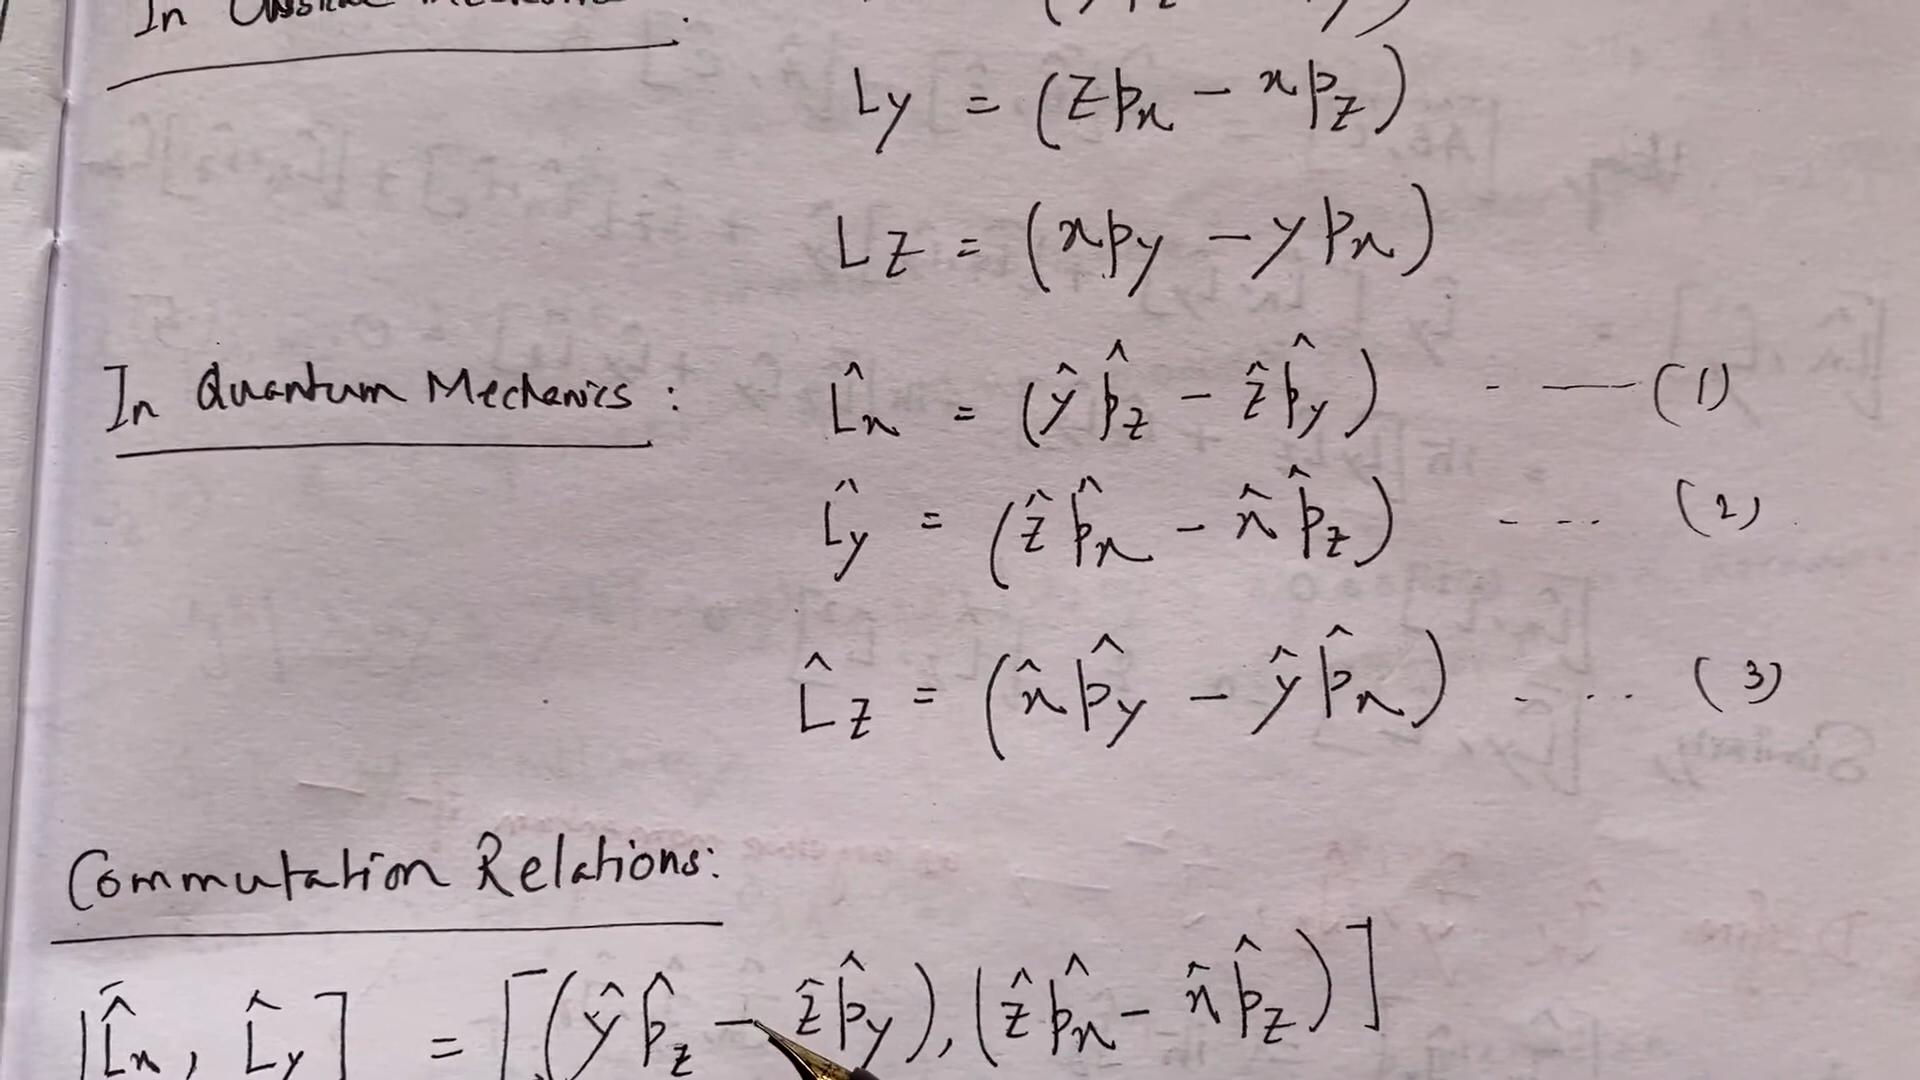 In
Ly = (zpx - xpz)
Lz = (xpy - ypx)
In Quantum Mechanics : L̂x = (ŷp̂z - ẑp̂y) - — (1)
L̂y = (ẑp̂x - x̂p̂z) - - - - (2)
L̂z = (x̂p̂y - ŷp̂x) - - - - (3)
Commutation Relations:
[L̂x, L̂y] = [(ŷp̂z - ẑp̂y), (ẑp̂x - x̂p̂z)]